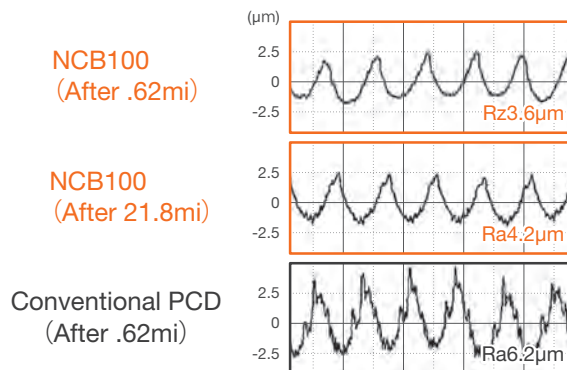 (μm)
NCB100
(After .62mi)
2.5
0
-2.5
Rz3.6μm
NCB100
(After 21.8mi)
2.5
0
-2.5
Ra4.2μm
Conventional PCD
(After .62mi)
2.5
0
-2.5
Ra6.2μm